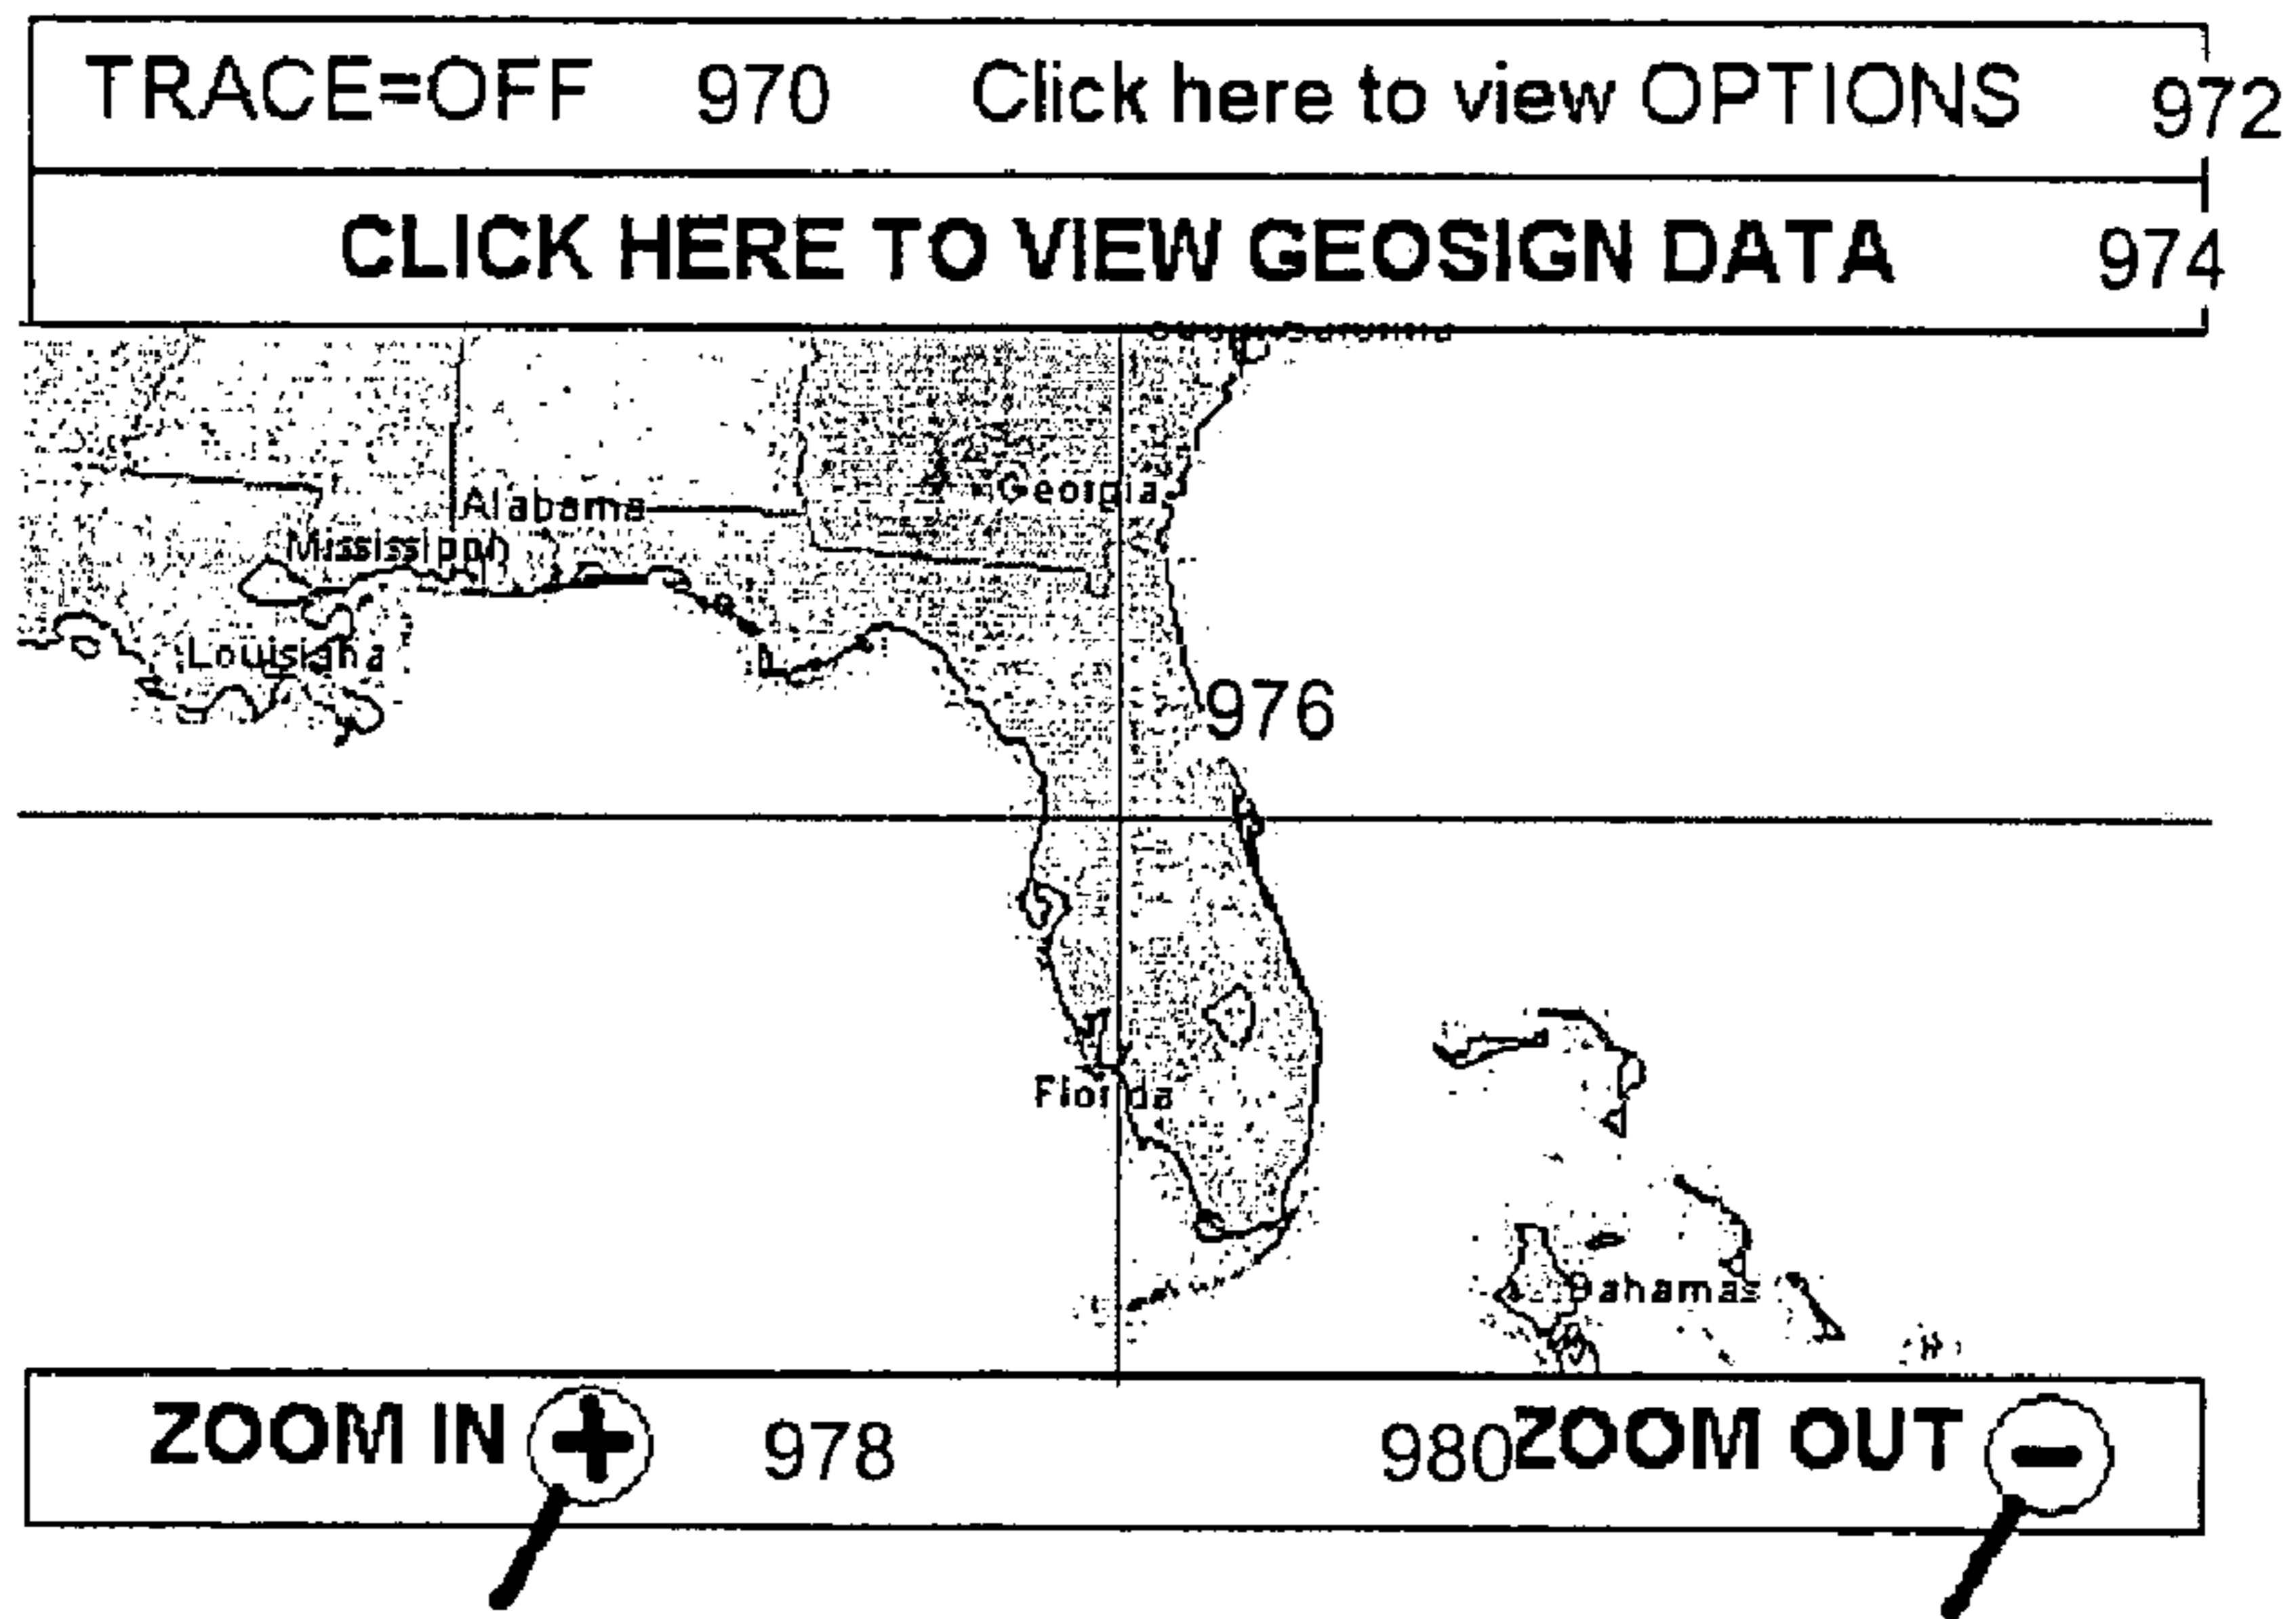 TRACE=OFF 970 Click here to view OPTIONS 972
CLICK HERE TO VIEW GEOSIGN DATA 974
Georgia
Alabama
Mississippi
Louisiana
976
Florida
Bahamas
ZOOM IN 978 980 ZOOM OUT